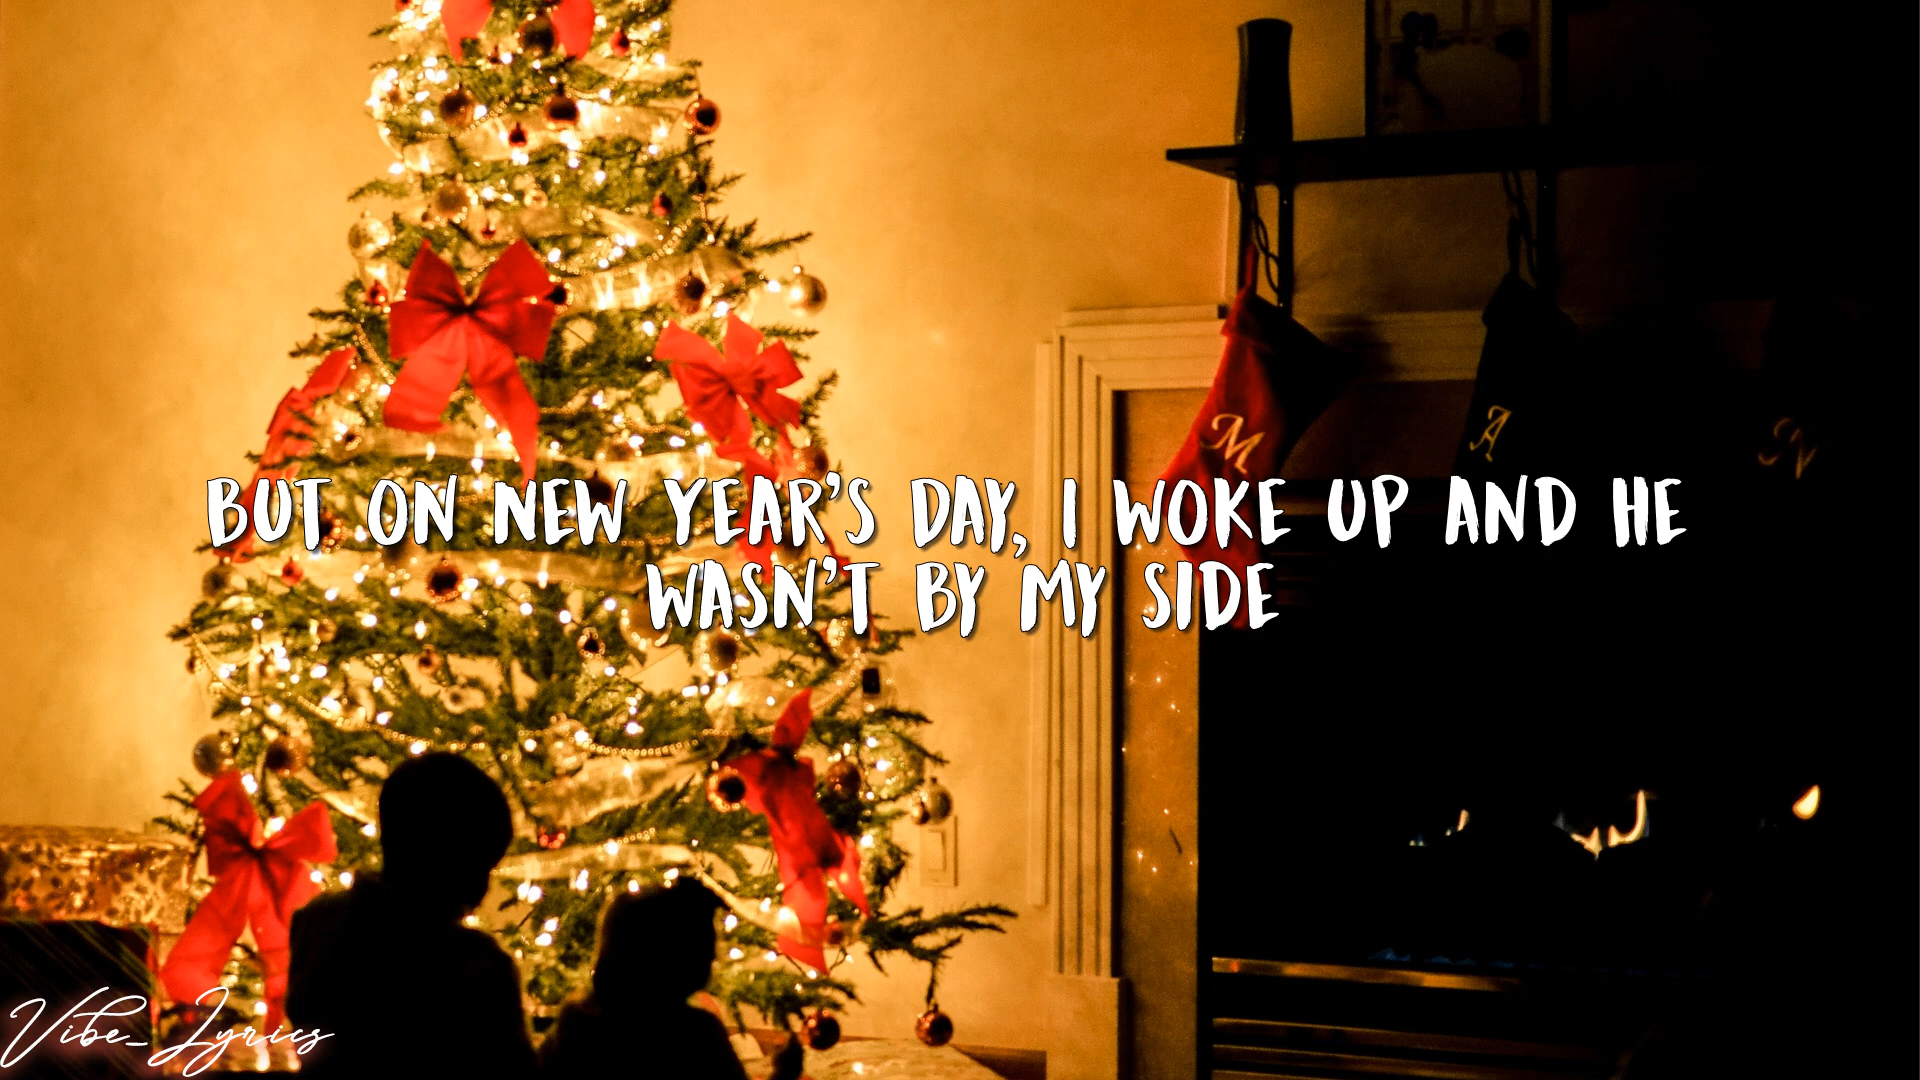 M
A
N
BUT ON NEW YEAR'S DAY, I WOKE UP AND HE
WASN'T BY MY SIDE
Vibe_Lyrics